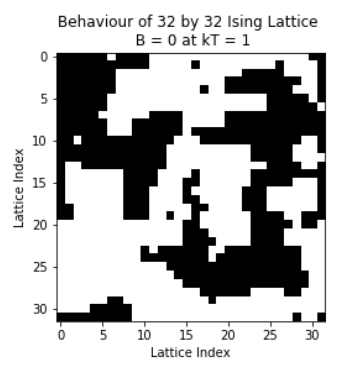 Behaviour of 32 by 32 Ising Lattice
B = 0 at kT = 1
0
5
10
15
20
25
30
Lattice Index
0 5 10 15 20 25 30
Lattice Index